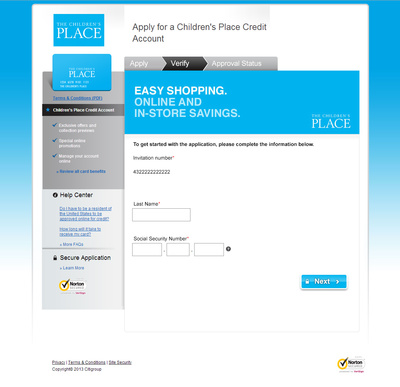 THE CHILDREN'S
PLACE
Apply for a Children's Place Credit
Account
Apply
Verify
Approval Status
THE CHILDREN'S
PLACE
Terms & Conditions (PDF)
Children's Place Credit Account
Exclusive offers and
collective presales
Special online
promotions
Manage your account
online
» Review all card benefits
EASY SHOPPING.
ONLINE AND
IN-STORE SAVINGS.
THE CHILDREN'S
PLACE
To get started with the application, please complete the information below.
Invitation number*
4322222222222
Last Name*
Social Security Number*
-
-
?
Next
Help Center
Do I have to be a resident of
the United States to be
approved online for credit?
How long will it take to
receive my card?
» More FAQs
Secure Application
» Learn More
Norton
SECURED
Privacy | Terms & Conditions | Site Security
Copyright© 2013 Citigroup
Norton
SECURED